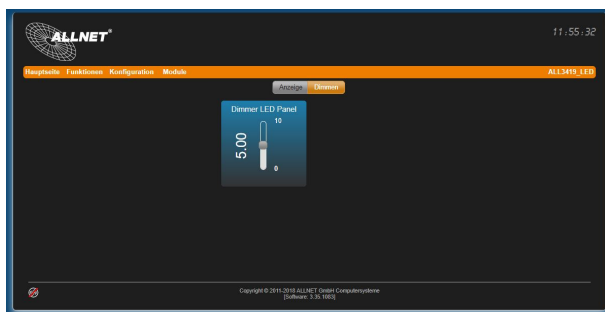 ALLNET®
11:55:32
Hauptseite Funktionen Konfiguration Module
ALL3419_LED
Anzeige Dimmen
Dimmer LED Panel
10
5.00
0
Copyright © 2011-2018 ALLNET GmbH Computersysteme
[Software: 3.35.1083]